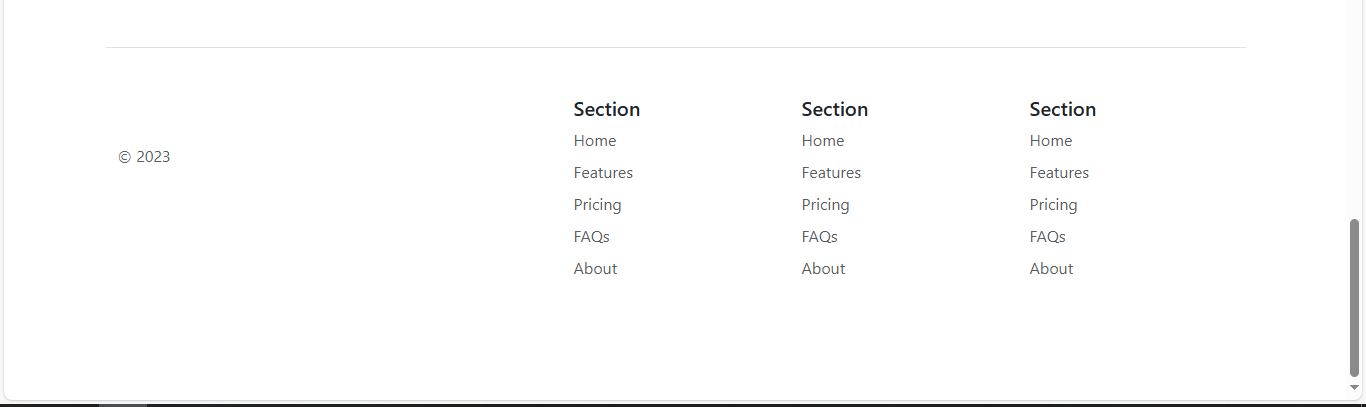 © 2023
Section
Home
Features
Pricing
FAQs
About
Section
Home
Features
Pricing
FAQs
About
Section
Home
Features
Pricing
FAQs
About